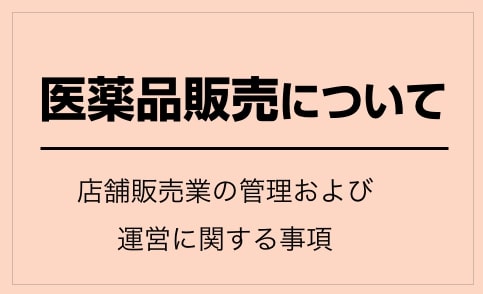 医薬品販売について
店舗販売業の管理および
運営に関する事項